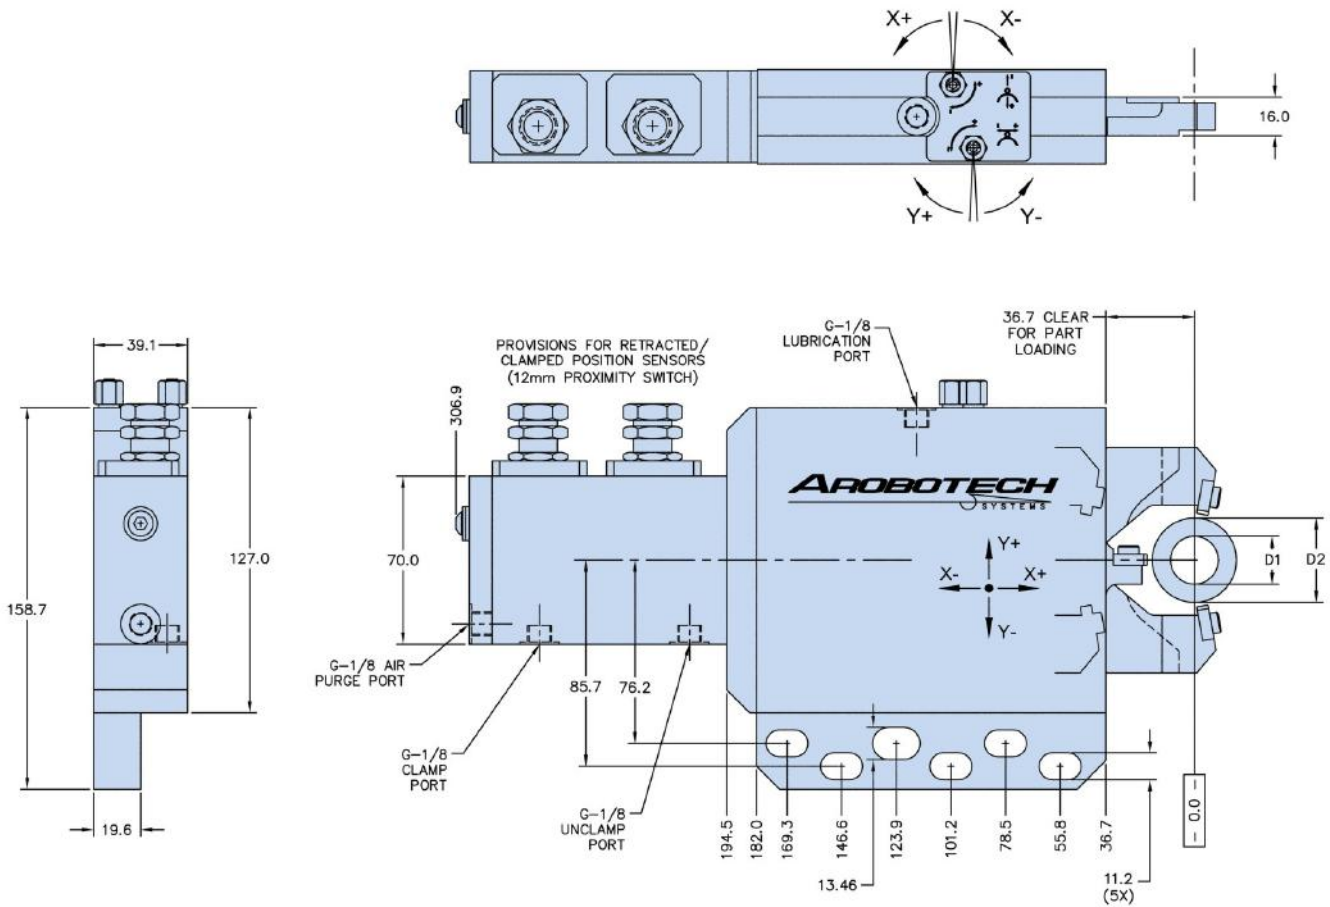 X+
X-
16.0
Y+
Y-
39.1
158.7
127.0
19.6
PROVISIONS FOR RETRACTED/
CLAMPED POSITION SENSORS
(12mm PROXIMITY SWITCH)
G-1/8
LUBRICATION
PORT
36.7 CLEAR
FOR PART
LOADING
306.9
AROBOTECH
SYSTEMS
70.0
Y+
X-
X+
Y-
D1
D2
G-1/8 AIR
PURGE PORT
85.7
76.2
G-1/8
CLAMP
PORT
G-1/8
UNCLAMP
PORT
194.5
182.0
169.3
146.6
123.9
101.2
78.5
55.8
36.7
0.0
13.46
11.2
(5X)